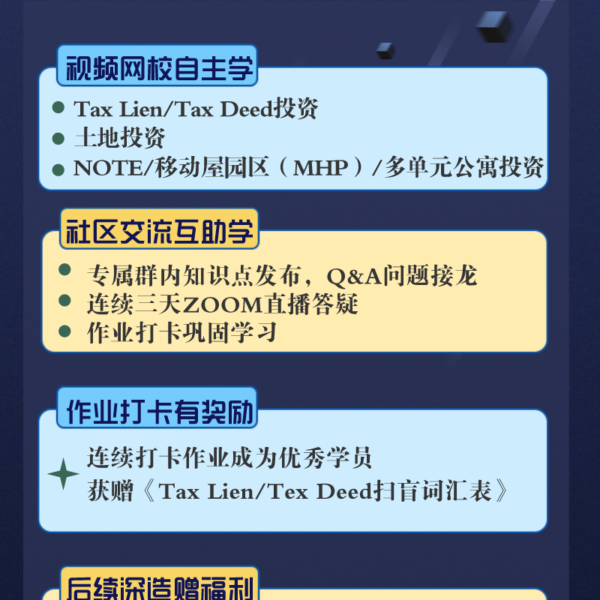 视频网校自主学
Tax Lien/Tax Deed投资
土地投资
NOTE/移动屋园区（MHP）/多单元公寓投资
社区交流互助学
专属群内知识点发布，Q&A问题接龙
连续三天ZOOM直播答疑
作业打卡巩固学习
作业打卡有奖励
连续打卡作业成为优秀学员
获赠《Tax Lien/Tex Deed扫盲词汇表》
后续深造赠福利